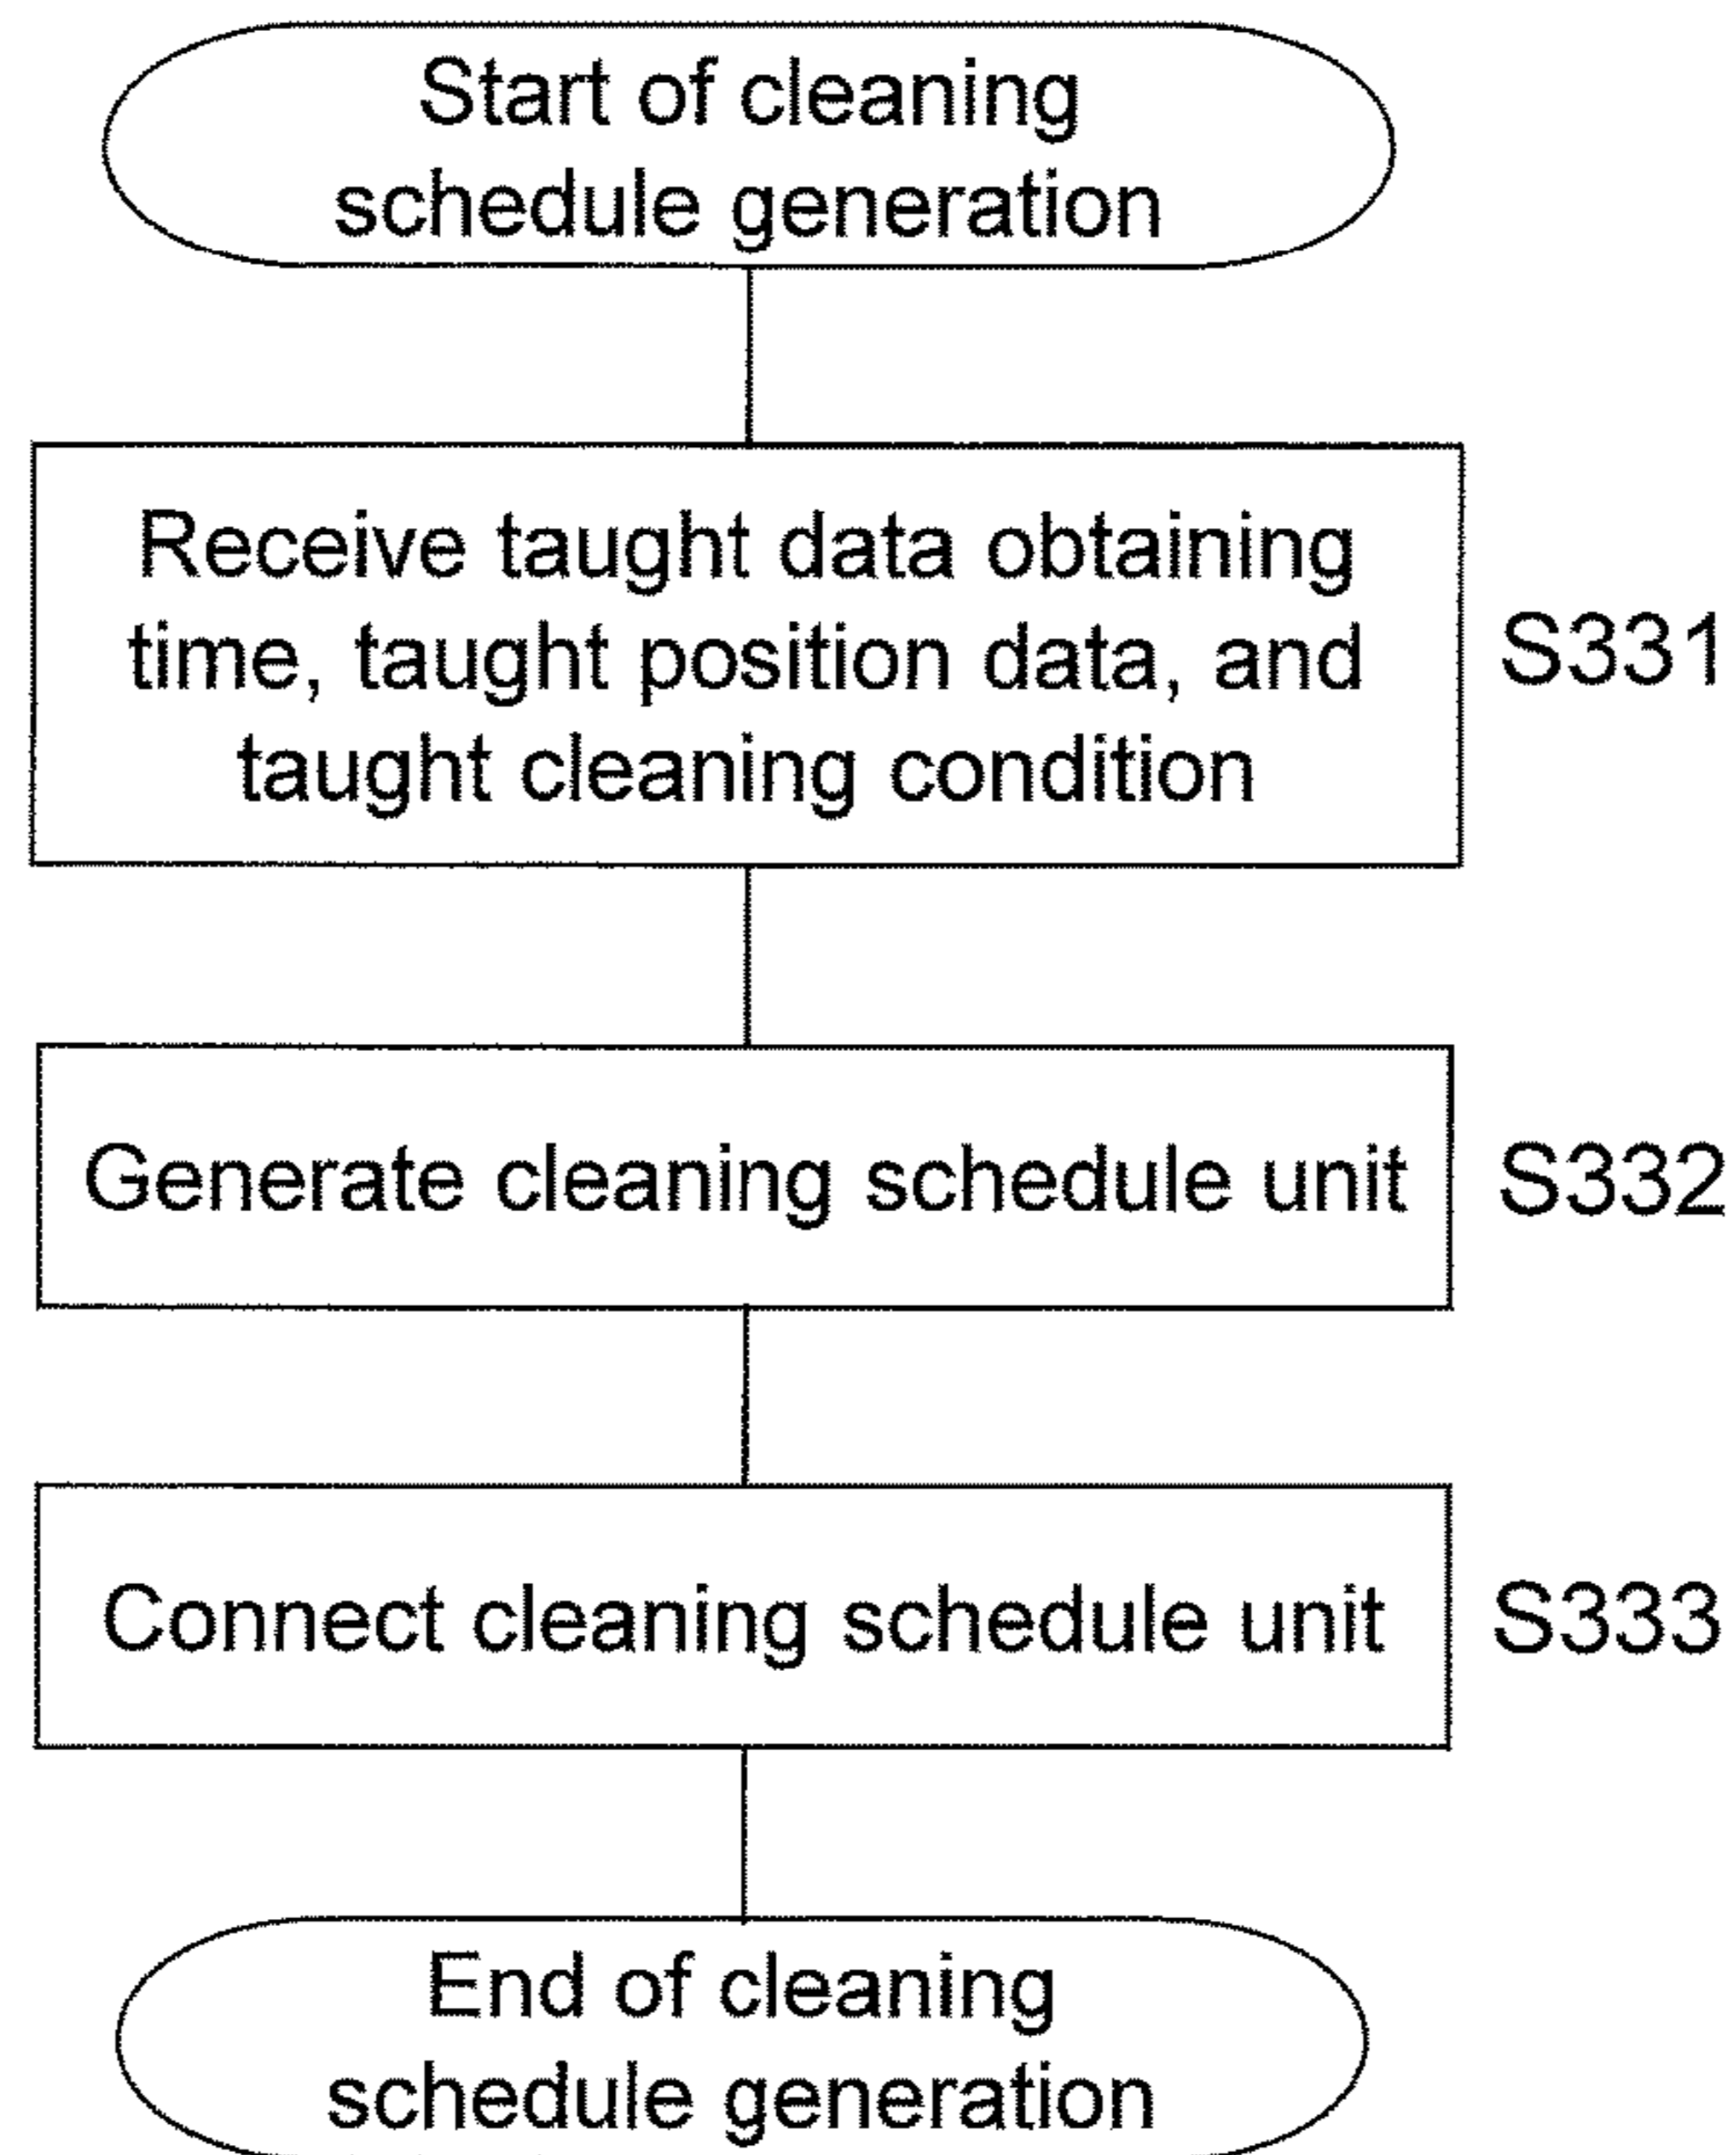 Start of cleaning
schedule generation
Receive taught data obtaining
time, taught position data, and
taught cleaning condition
S331
Generate cleaning schedule unit
S332
Connect cleaning schedule unit
S333
End of cleaning
schedule generation